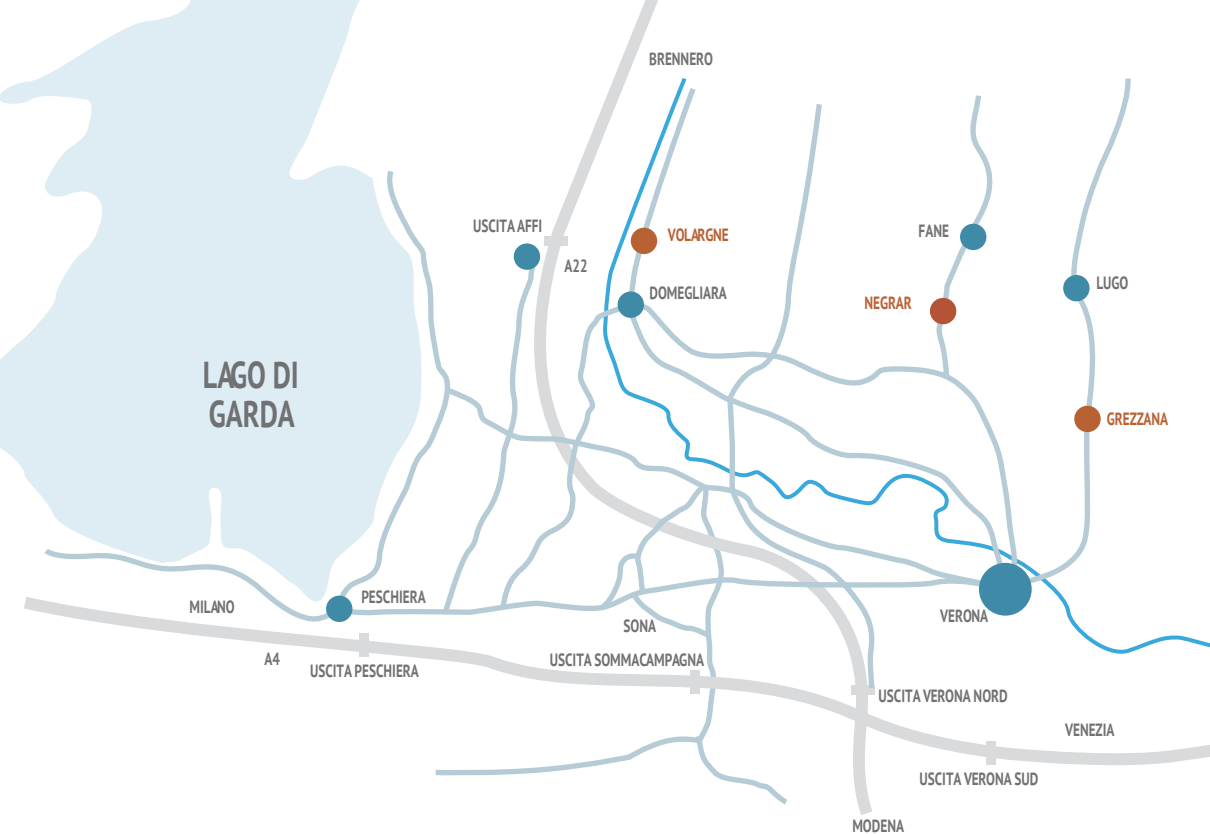 BRENNERO
USCITA AFFI
VOLARGNE
FANE
A22
DOMEGLIARA
LUGO
NEGRAR
LAGO DI
GARDA
GREZZANA
PESCHIERA
MILANO
VERONA
SONA
A4
USCITA PESCHIERA
USCITA SOMMACAMPAGNA
USCITA VERONA NORD
VENEZIA
USCITA VERONA SUD
MODENA